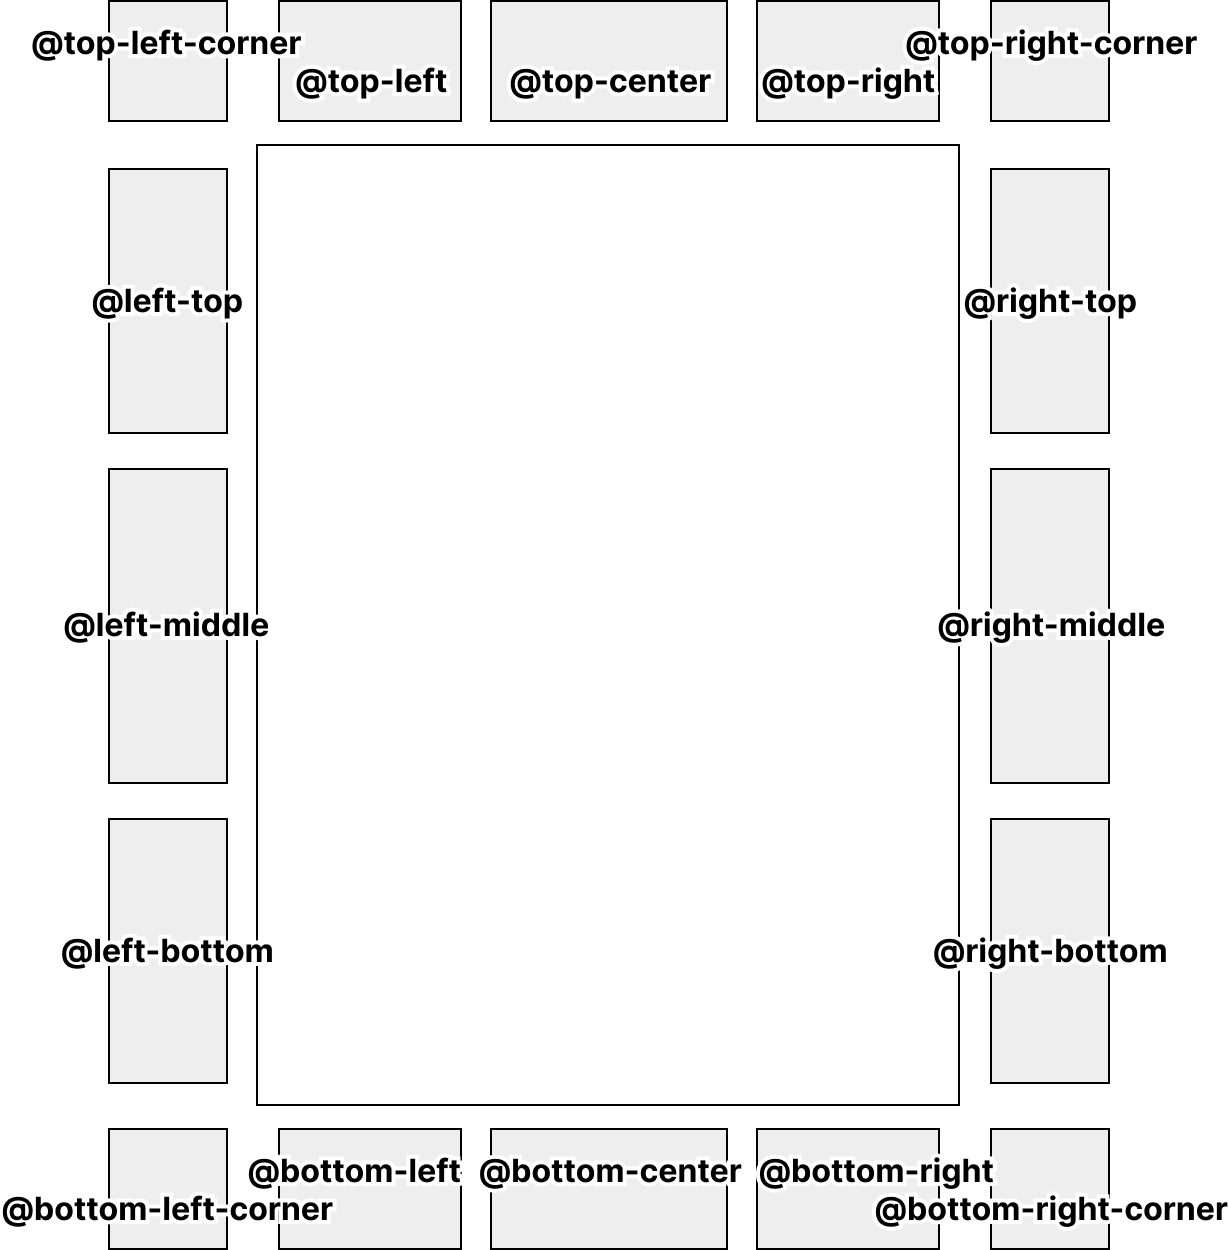 @top-left-corner
@top-right-corner
@top-left
@top-center
@top-right
@left-top
@right-top
@left-middle
@right-middle
@left-bottom
@right-bottom
@bottom-left
@bottom-center
@bottom-right
@bottom-left-corner
@bottom-right-corner